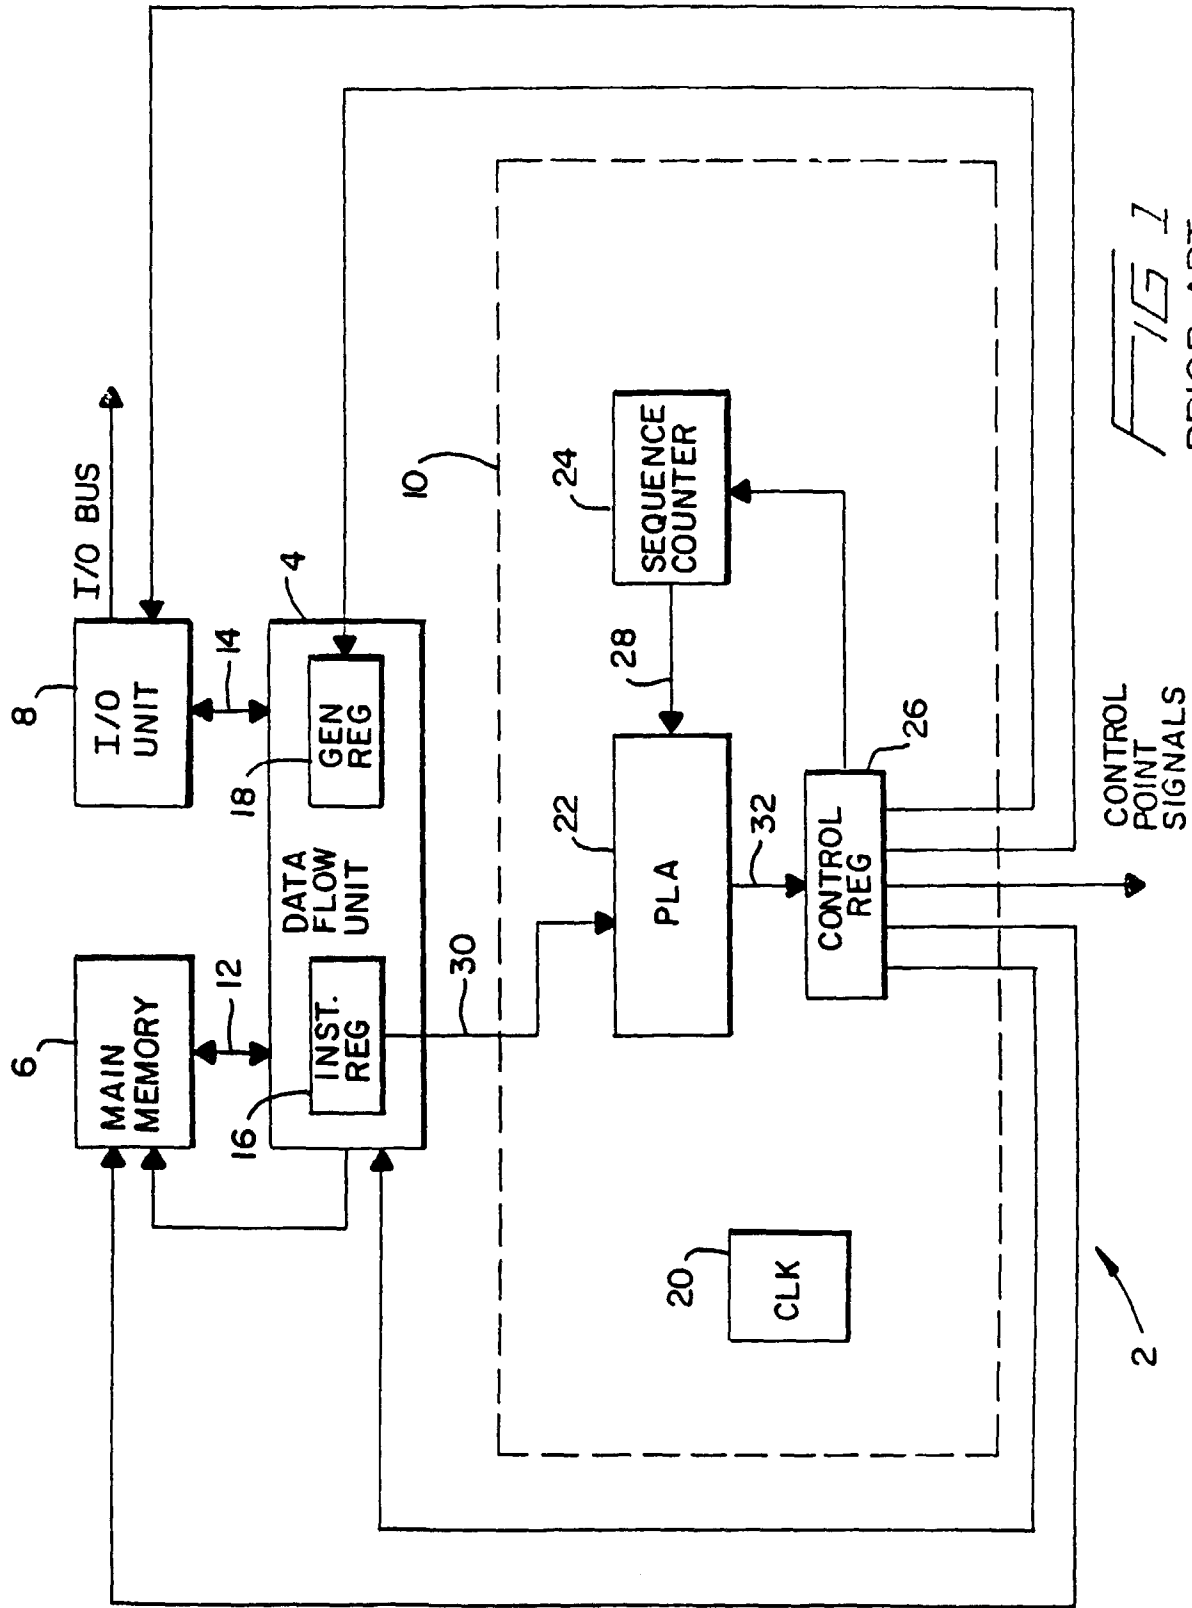 I/O BUS
8
I/O
UNIT
14
4
GEN
REG
18
DATA
FLOW
UNIT
6
MAIN
MEMORY
12
INST.
REG
16
30
10
24
SEQUENCE
COUNTER
28
22
PLA
32
26
CONTROL
REG
20
CLK
CONTROL
POINT
SIGNALS
2
FIG 1
PRIOR ART